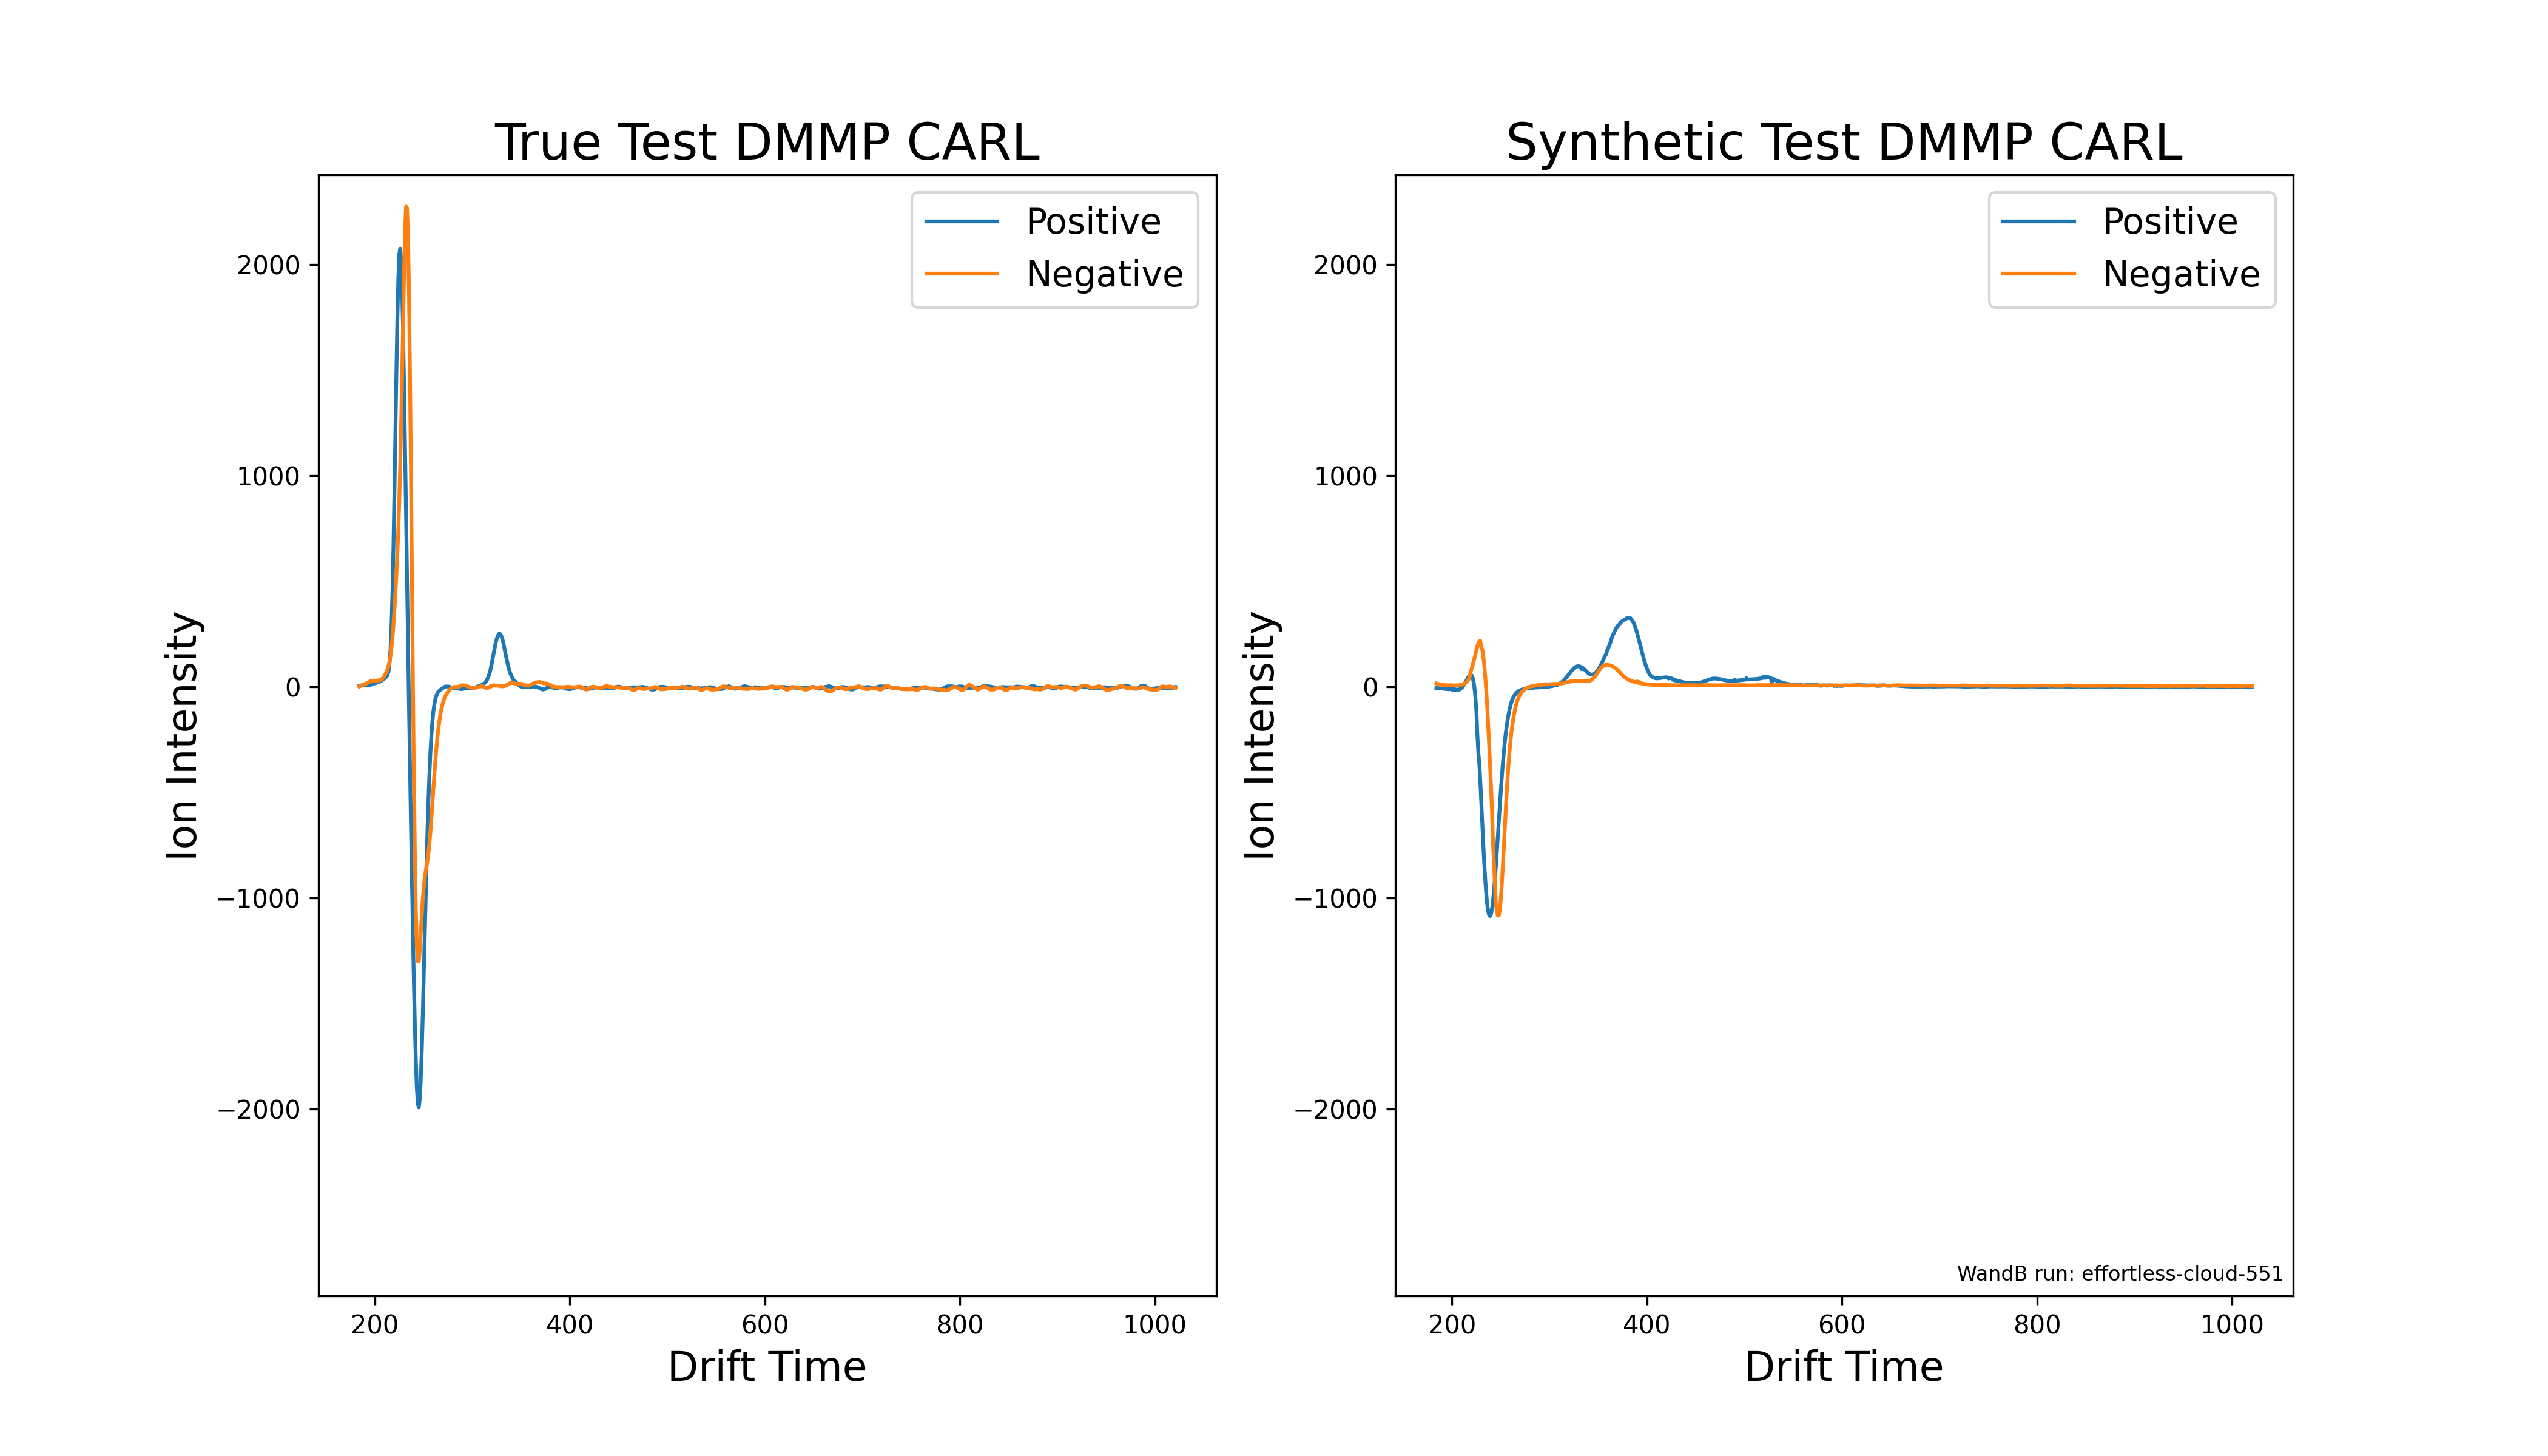 True Test DMMP CARL
Positive
Negative
2000
1000
0
−1000
−2000
Ion Intensity
200 400 600 800 1000
Drift Time
Synthetic Test DMMP CARL
Positive
Negative
2000
1000
0
−1000
−2000
Ion Intensity
WandB run: effortless-cloud-551
200 400 600 800 1000
Drift Time